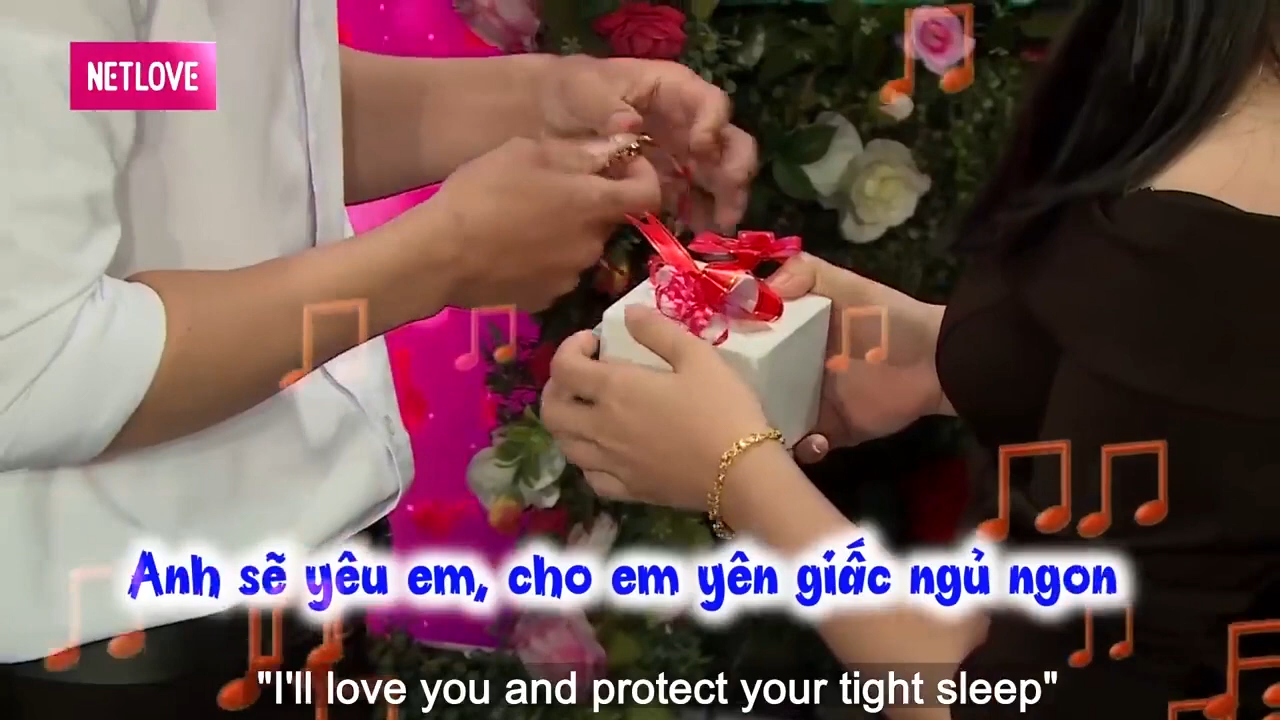 NETLOVE
Anh sẽ yêu em, cho em yên giấc ngủ ngon
"I'll love you and protect your tight sleep"